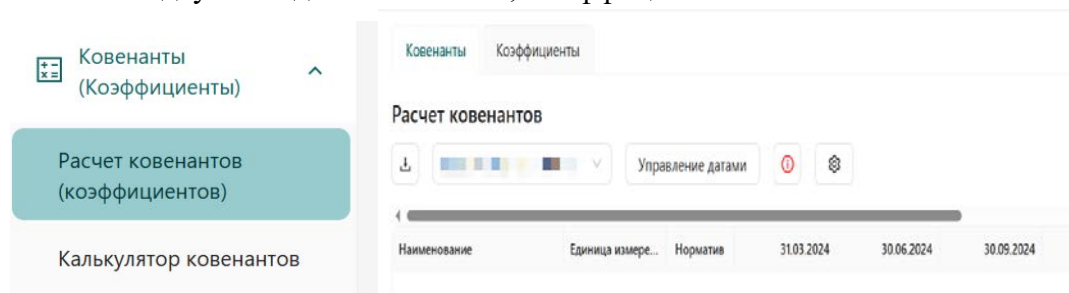 Ковенанты
(Коэффициенты)
Расчет ковенантов
(коэффициентов)
Калькулятор ковенантов
Ковенанты Коэффициенты
Расчет ковенантов
Управление датами
Наименование Единица измере... Норматив 31.03.2024 30.06.2024 30.09.2024